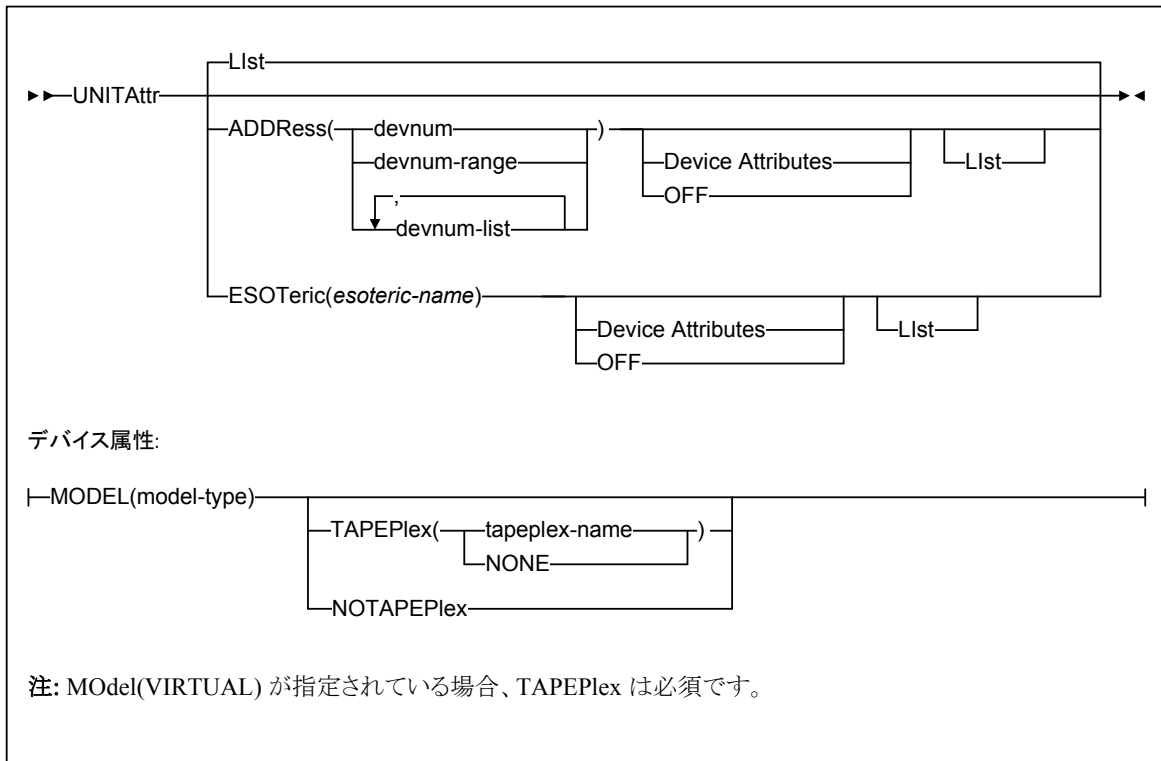 LIst
UNITAttr
ADDRess( devnum )
devnum-range
,
devnum-list
Device Attributes
OFF
LIst
ESOTeric(esoteric-name)
Device Attributes
OFF
LIst
デバイス属性:
MODEL(model-type)
TAPEPlex( tapeplex-name )
NONE
NOTAPEPlex
注: MOdel(VIRTUAL) が指定されている場合、TAPEPlex は必須です。